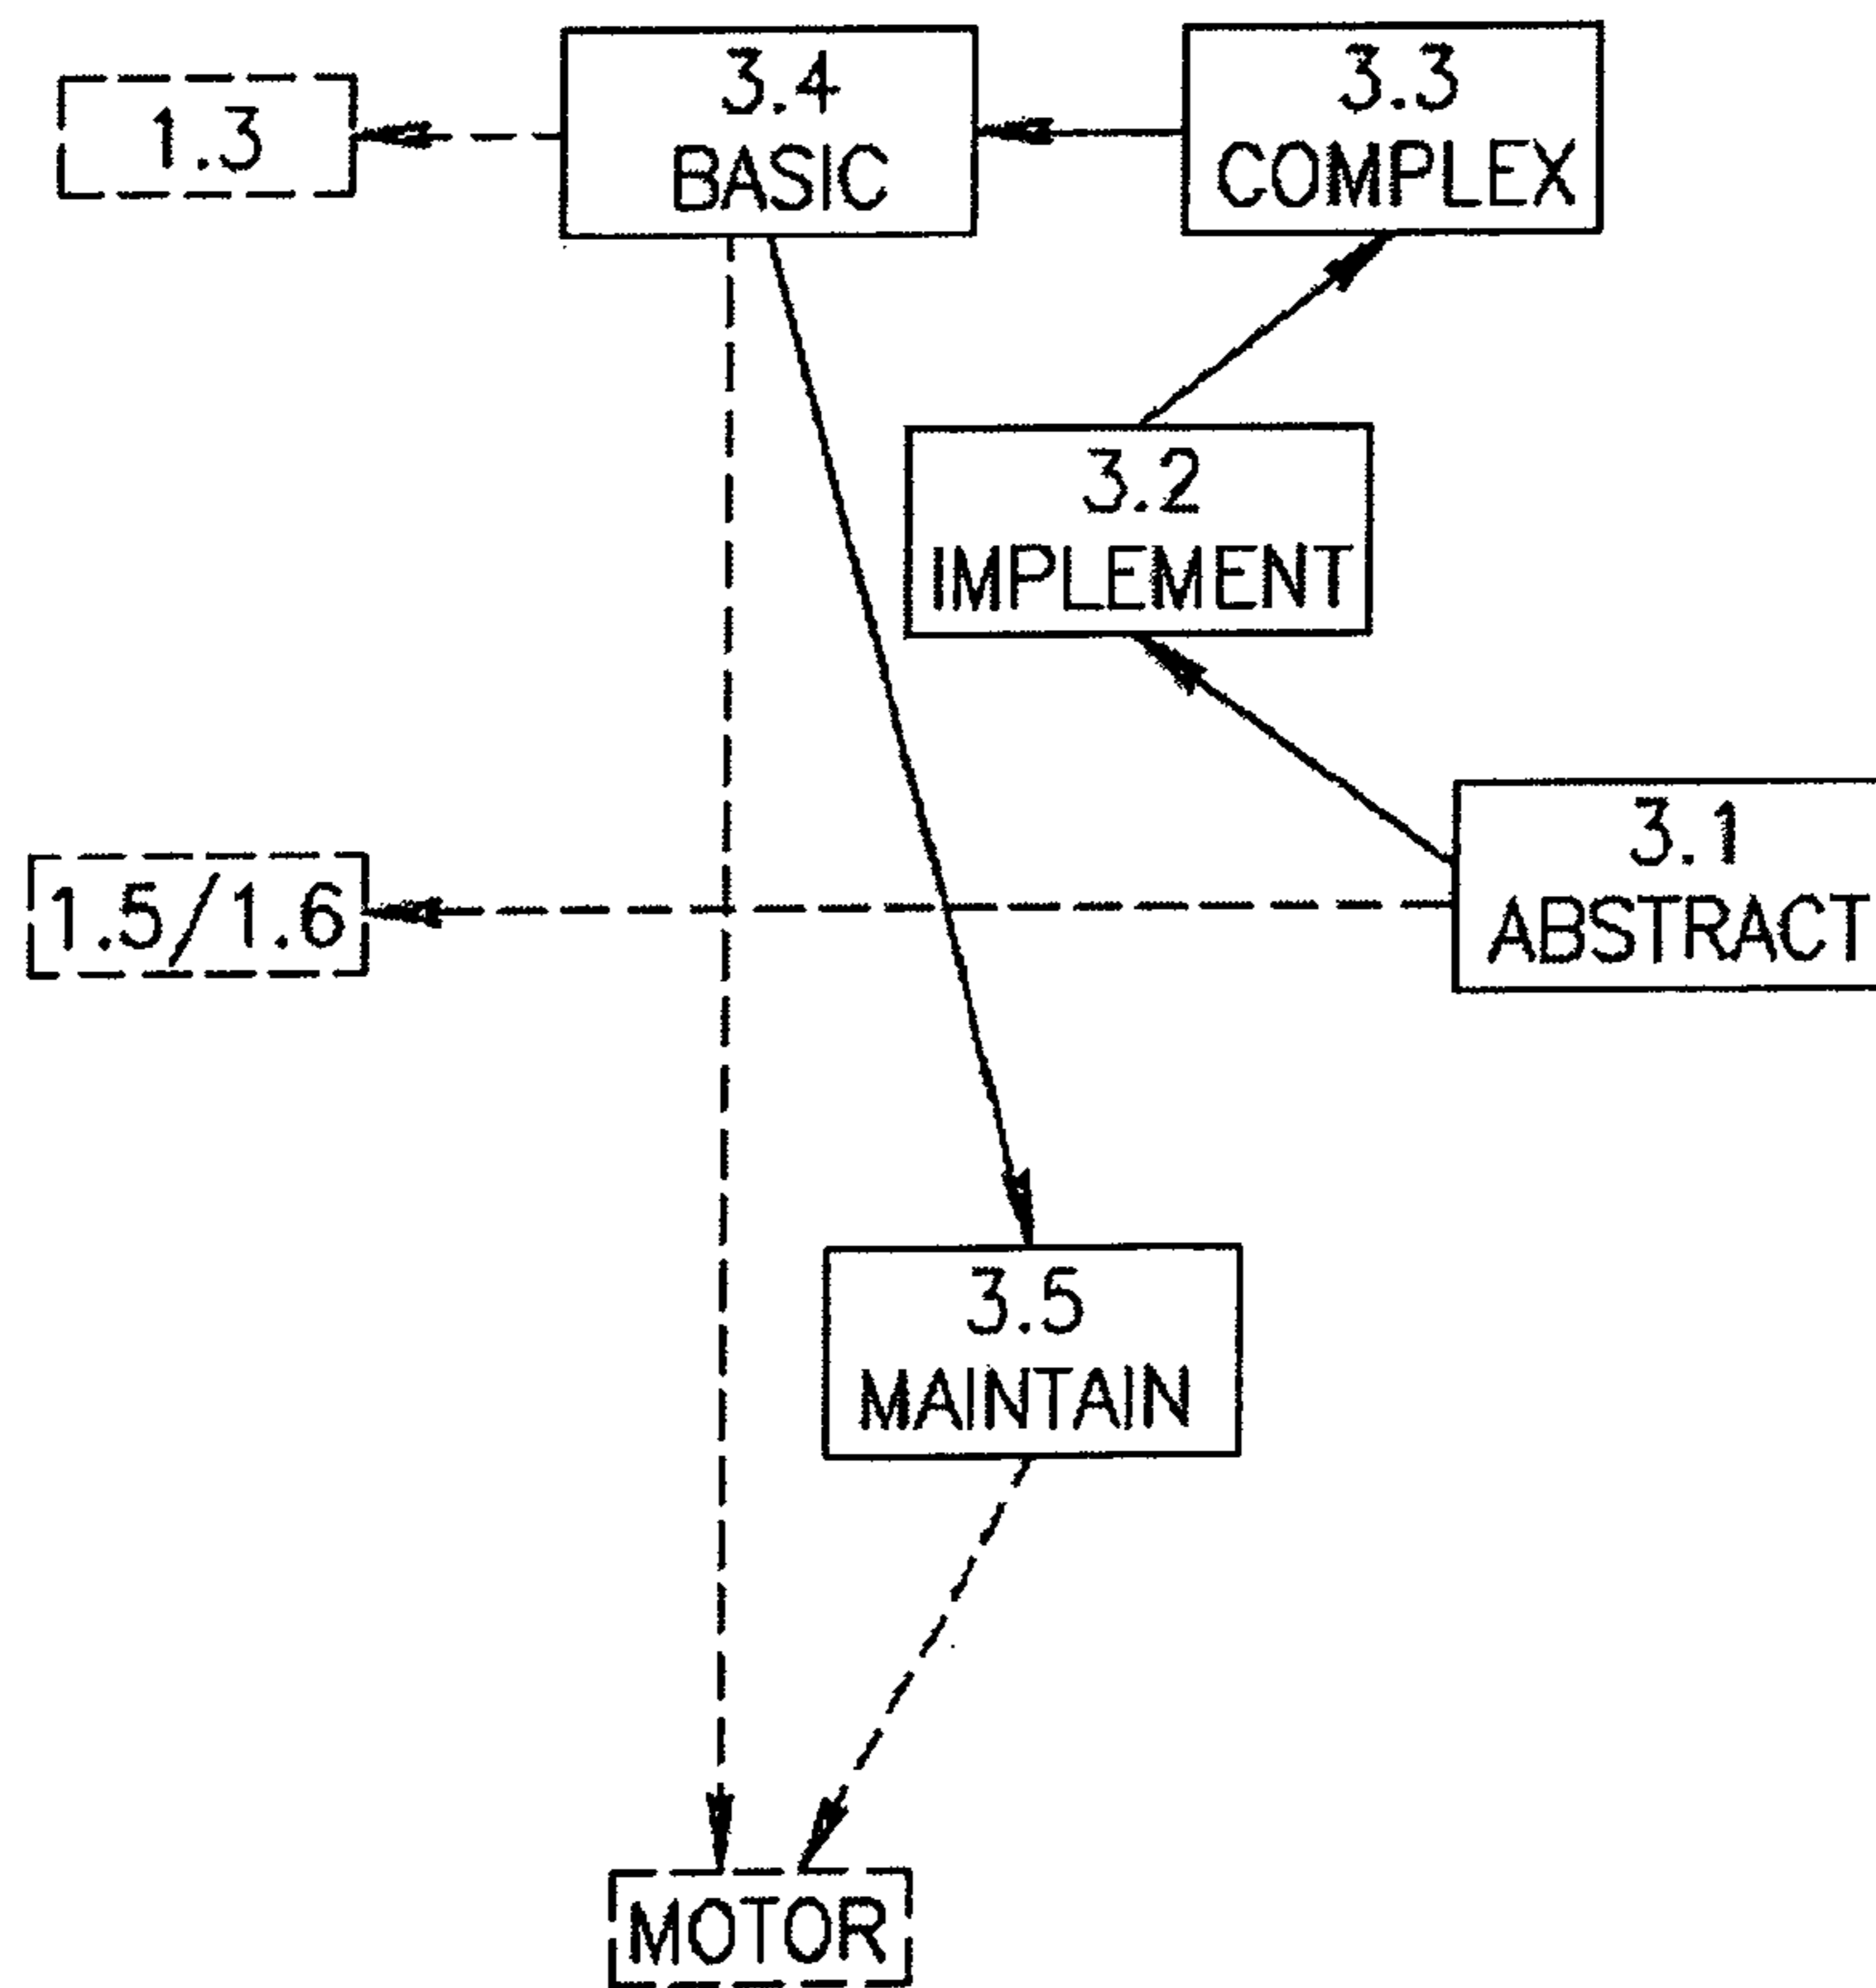 1.3
3.4
BASIC
3.3
COMPLEX
3.2
IMPLEMENT
3.1
ABSTRACT
1.5/1.6
3.5
MAINTAIN
MOTOR